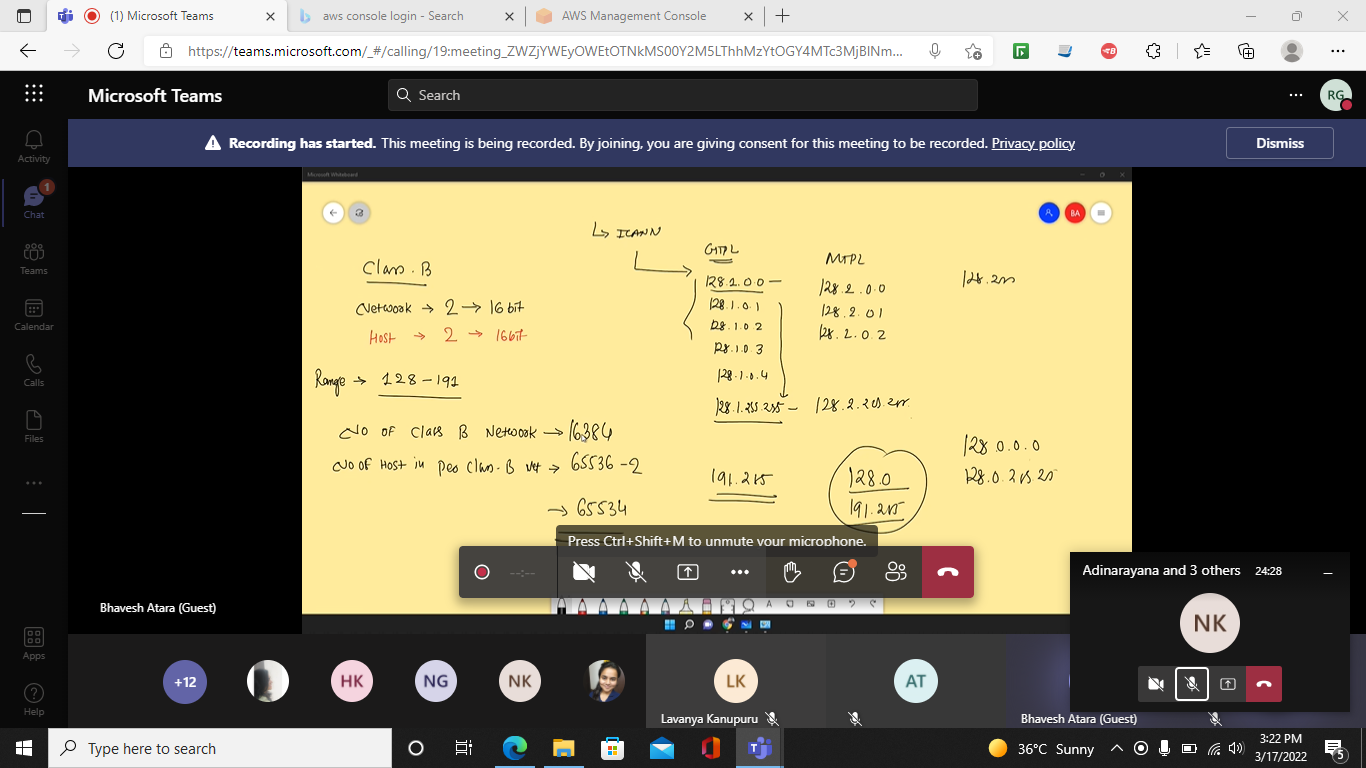 (1) Microsoft Teams
aws console login - Search
AWS Management Console
https://teams.microsoft.com/_#/calling/19:meeting_ZWZjYWEyOWEtOTNkMS00Y2M5LThhMzYtOGY4MTc3MjBlNm...
Microsoft Teams
Search
RG
Recording has started. This meeting is being recorded. By joining, you are giving consent for this meeting to be recorded. Privacy policy
Dismiss
Activity
1
Chat
Teams
Calendar
Calls
Files
Apps
Help
Microsoft Whiteboard
BA
↳ ICANN
Class. B
Network → 2 → 16 bit
Host → 2 → 16 bit
Range → 128 - 191
No of Class B Network → 16384
No of Host in Per Class. B → 65536 - 2
→ 65534
GTPL
128.1.0.0 -
128.1.0.1
128.1.0.2
128.1.0.3
128.1.0.4
128.1.255.255 -
191.255
MTPL
128.2.0.0
128.2.01
128.2.0.2
128.2.255.255
128.0
191.255
128.255
128.0.0.0
128.0.255.25
Press Ctrl+Shift+M to unmute your microphone.
--:--
Bhavesh Atara (Guest)
Adinarayana and 3 others 24:28
NK
+12
HK
NG
NK
LK
Lavanya Kanupuru
AT
Bhavesh Atara (Guest)
Type here to search
36°C Sunny
3:22 PM
3/17/2022
5